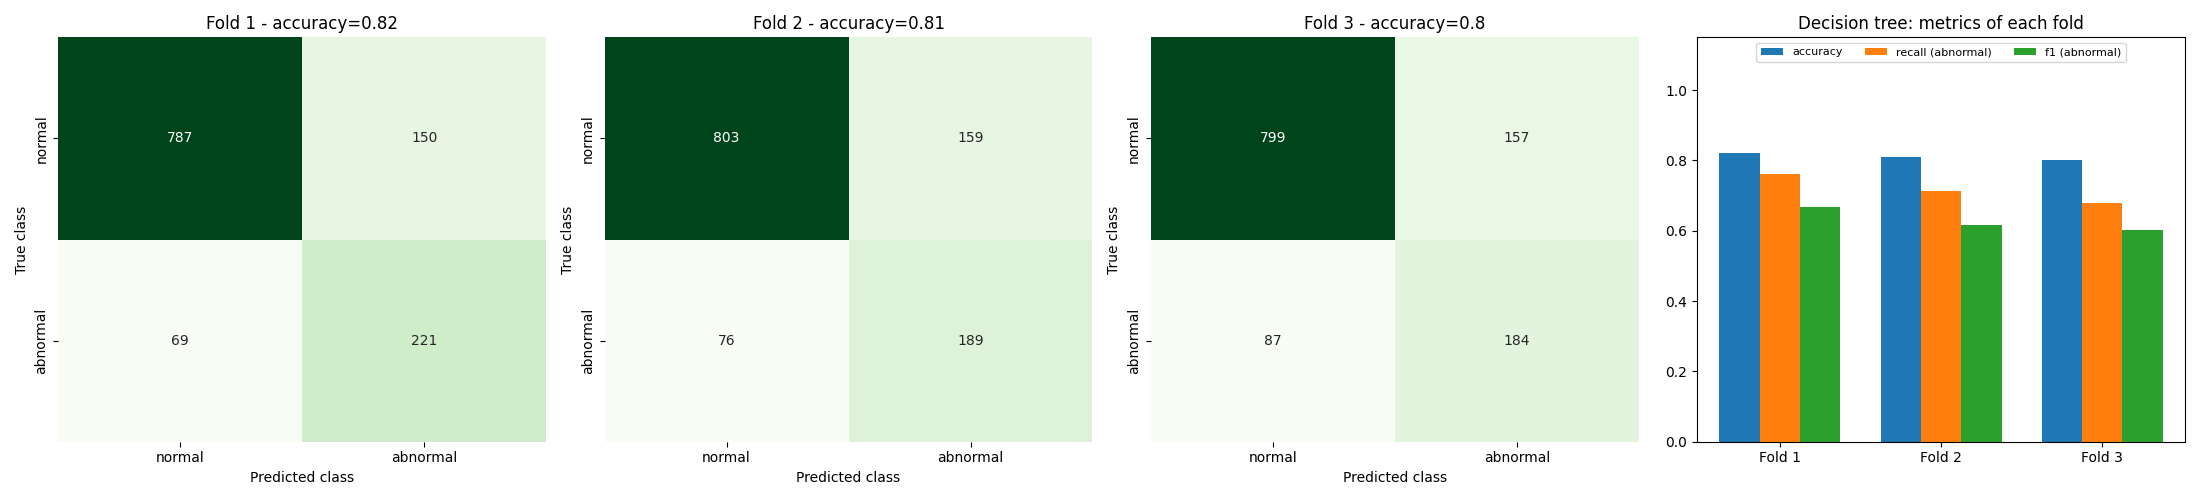 Fold 1 - accuracy=0.82
True class
normal
abnormal
787
150
69
221
normal
abnormal
Predicted class
Fold 2 - accuracy=0.81
True class
normal
abnormal
803
159
76
189
normal
abnormal
Predicted class
Fold 3 - accuracy=0.8
True class
normal
abnormal
799
157
87
184
normal
abnormal
Predicted class
Decision tree: metrics of each fold
accuracy
recall (abnormal)
f1 (abnormal)
1.0
0.8
0.6
0.4
0.2
0.0
Fold 1
Fold 2
Fold 3